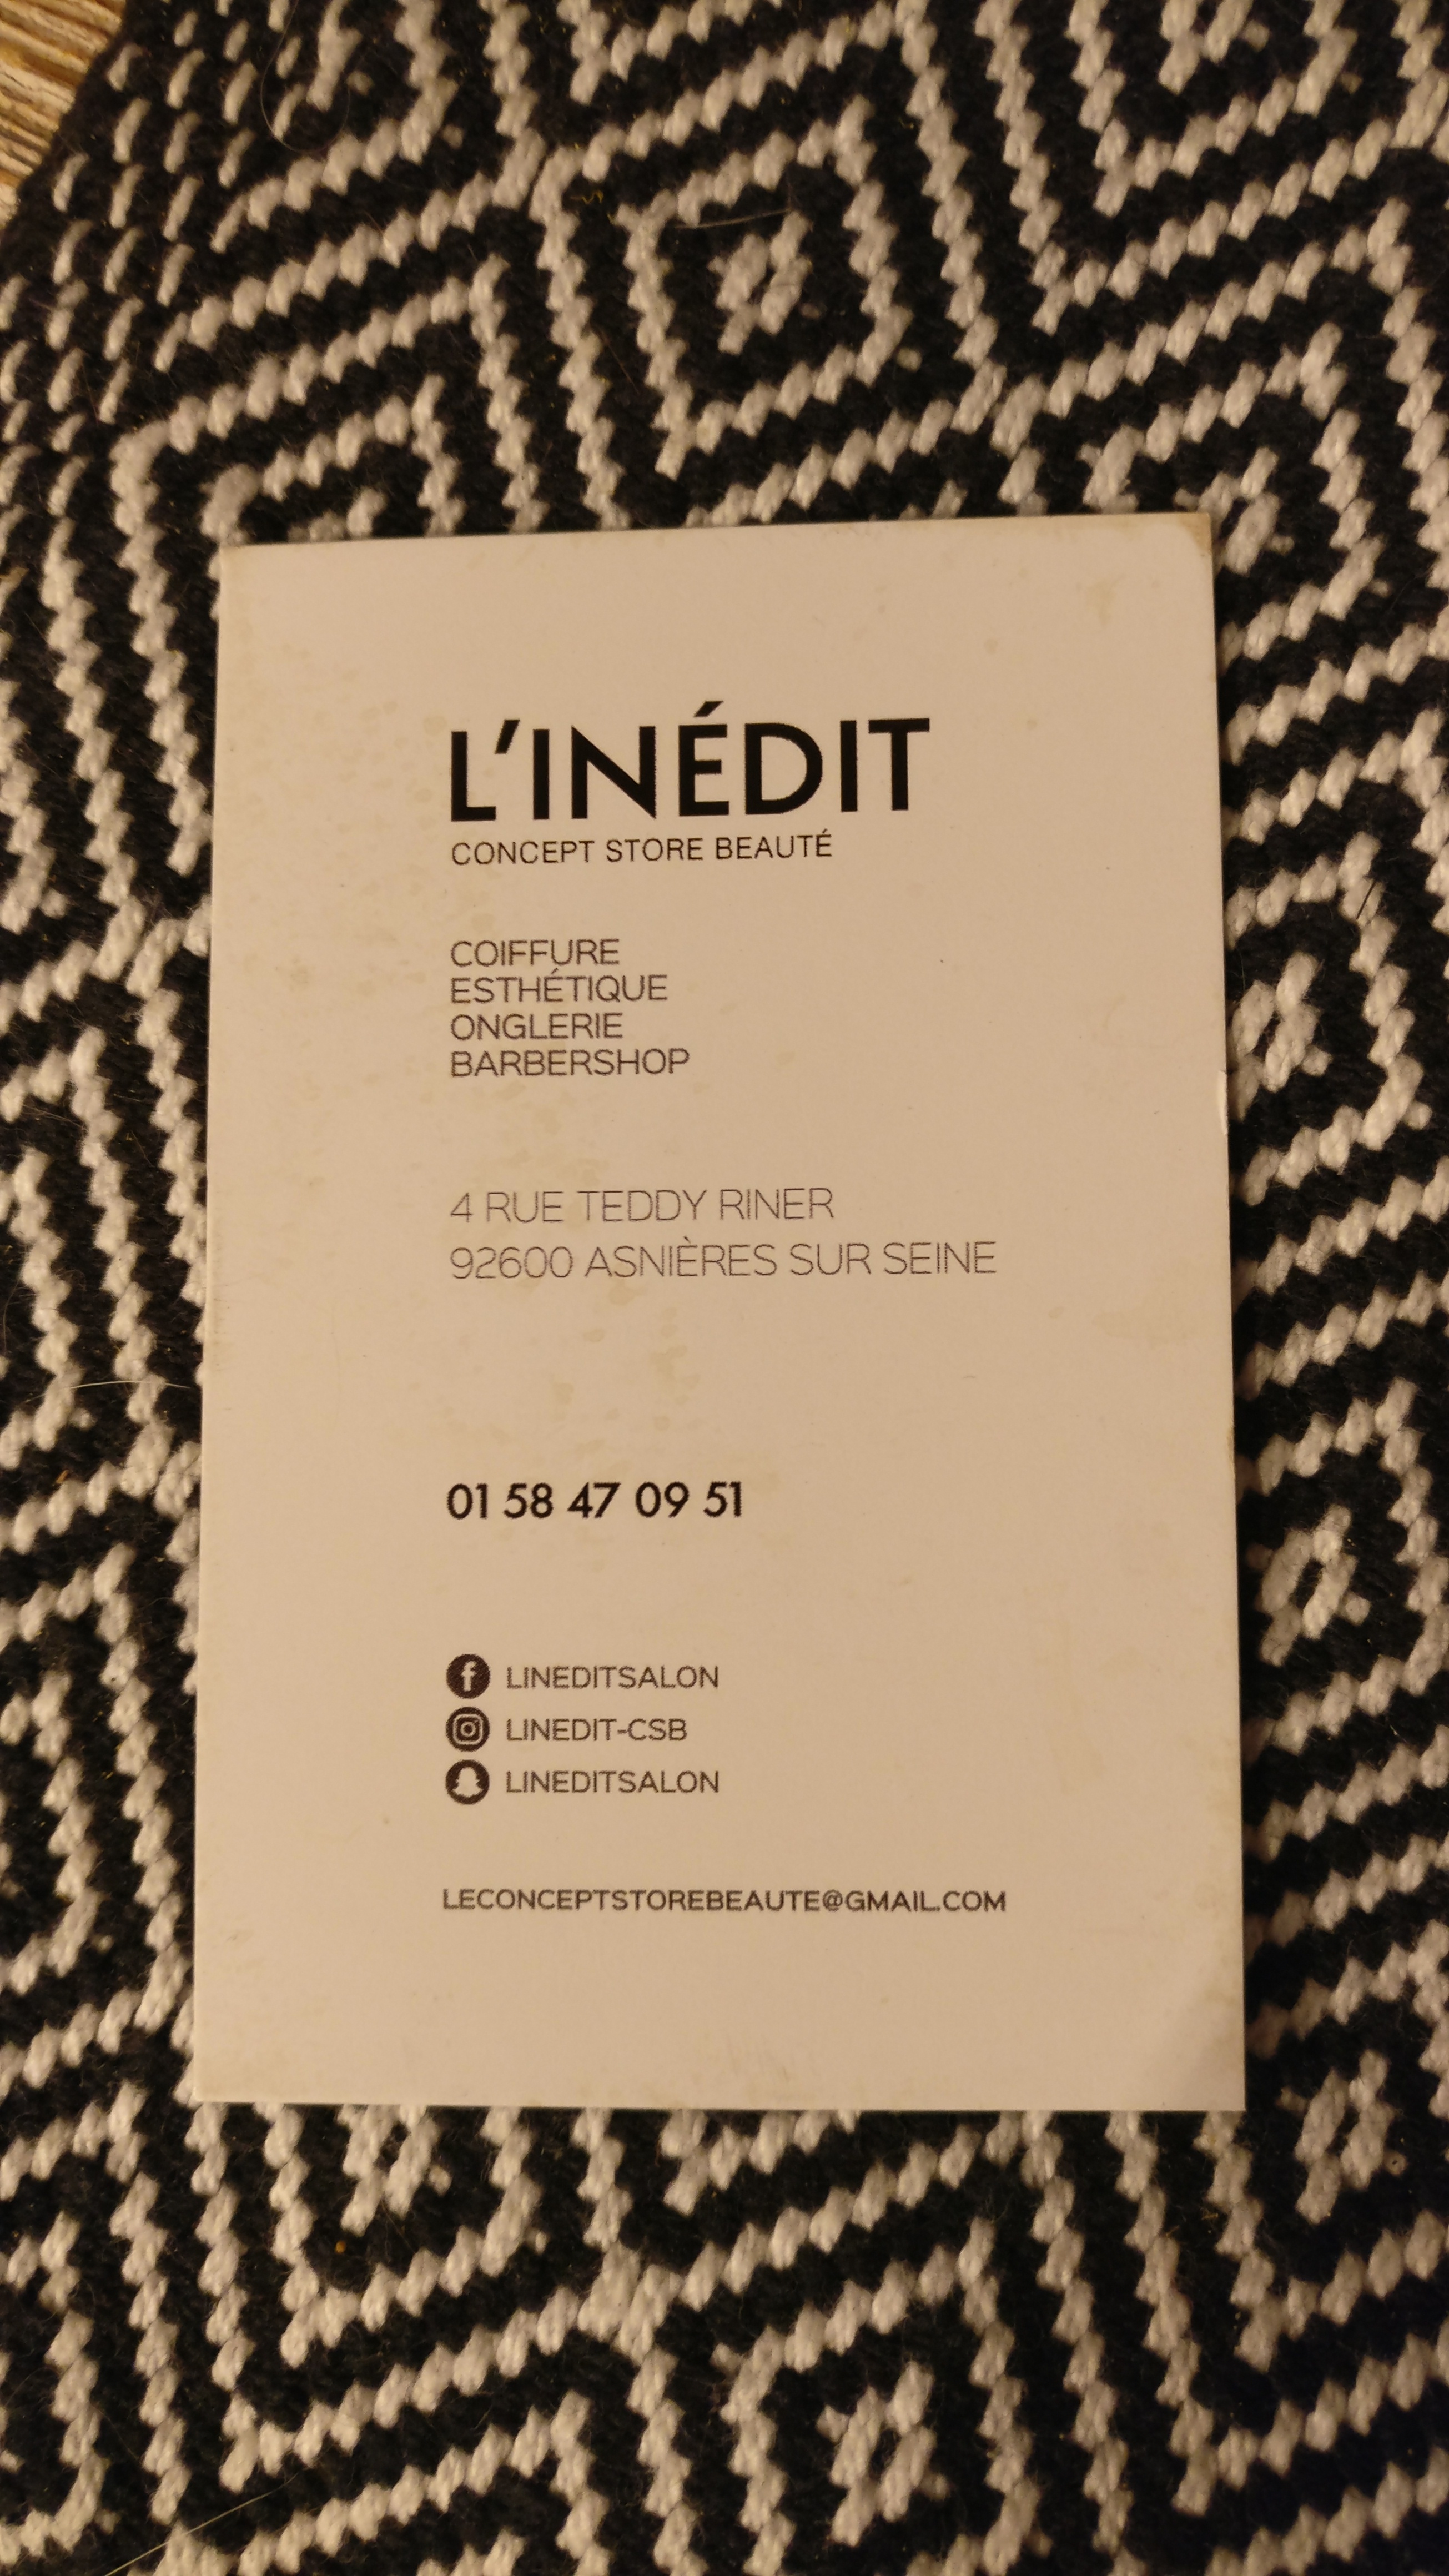 L'INÉDIT
CONCEPT STORE BEAUTÉ
COIFFURE
ESTHÉTIQUE
ONGLERIE
BARBERSHOP
4 RUE TEDDY RINER
92600 ASNIÈRES SUR SEINE
01 58 47 09 51
LINEDITSALON
LINEDIT-CSB
LINEDITSALON
LECONCEPTSTOREBEAUTE@GMAIL.COM